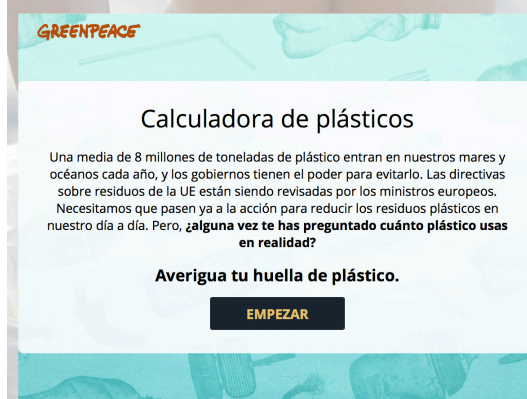 GREENPEACE
Calculadora de plásticos
Una media de 8 millones de toneladas de plástico entran en nuestros mares y
océanos cada año, y los gobiernos tienen el poder para evitarlo. Las directivas
sobre residuos de la UE están siendo revisadas por los ministros europeos.
Necesitamos que pasen ya a la acción para reducir los residuos plásticos en
nuestro día a día. Pero, ¿alguna vez te has preguntado cuánto plástico usas
en realidad?
Averigua tu huella de plástico.
EMPEZAR